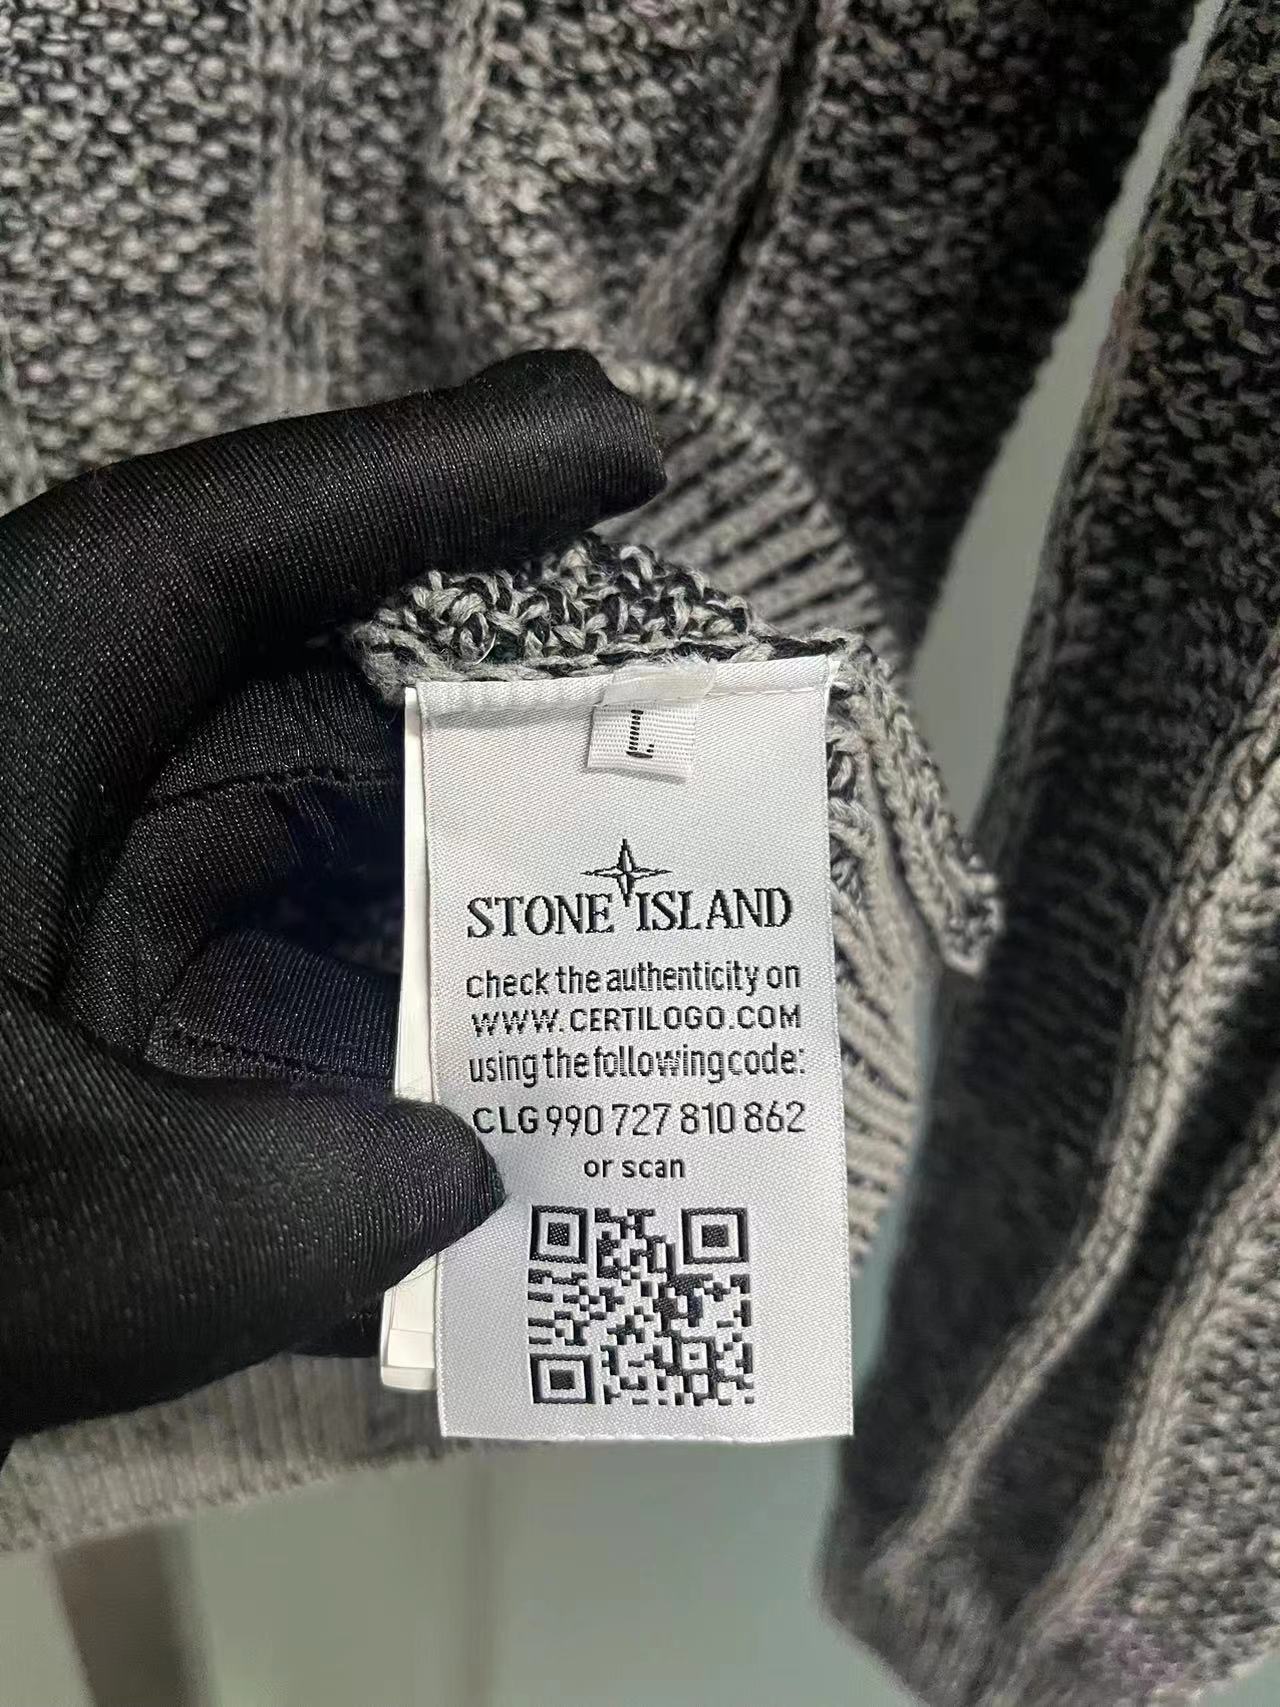 L
STONE ISLAND
Check the authenticity on
WWW.CERTILOGO.COM
using the following code:
CLG 990 727 810 862
or scan